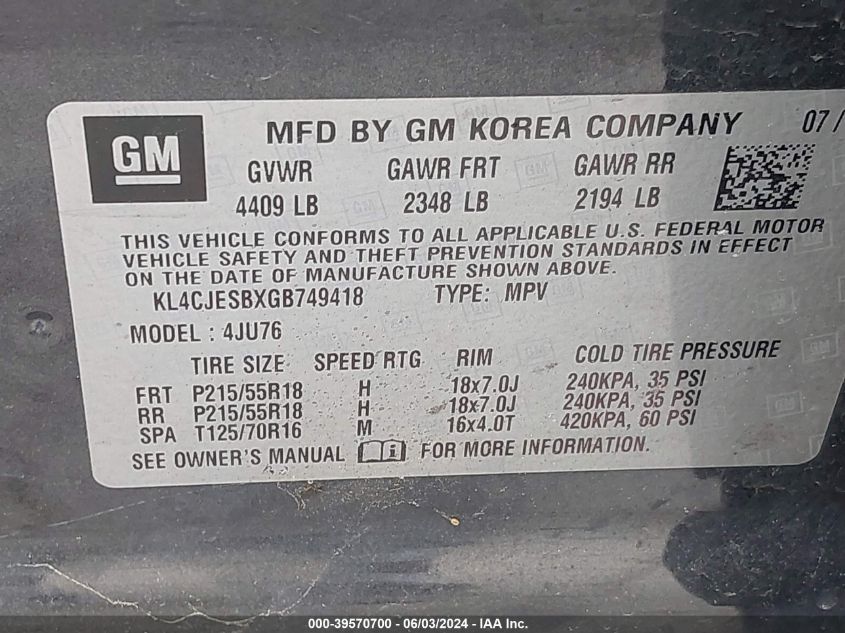 GM
MFD BY GM KOREA COMPANY 07/
GVWR GAWR FRT GAWR RR
4409 LB 2348 LB 2194 LB
THIS VEHICLE CONFORMS TO ALL APPLICABLE U.S. FEDERAL MOTOR
VEHICLE SAFETY AND THEFT PREVENTION STANDARDS IN EFFECT
ON THE DATE OF MANUFACTURE SHOWN ABOVE.
KL4CJESBXGB749418 TYPE: MPV
MODEL : 4JU76
TIRE SIZE SPEED RTG RIM COLD TIRE PRESSURE
FRT P215/55R18 H 18x7.0J 240KPA, 35 PSI
RR P215/55R18 H 18x7.0J 240KPA, 35 PSI
SPA T125/70R16 M 16x4.0T 420KPA, 60 PSI
SEE OWNER'S MANUAL i FOR MORE INFORMATION.
000-39570700 - 06/03/2024 - IAA Inc.